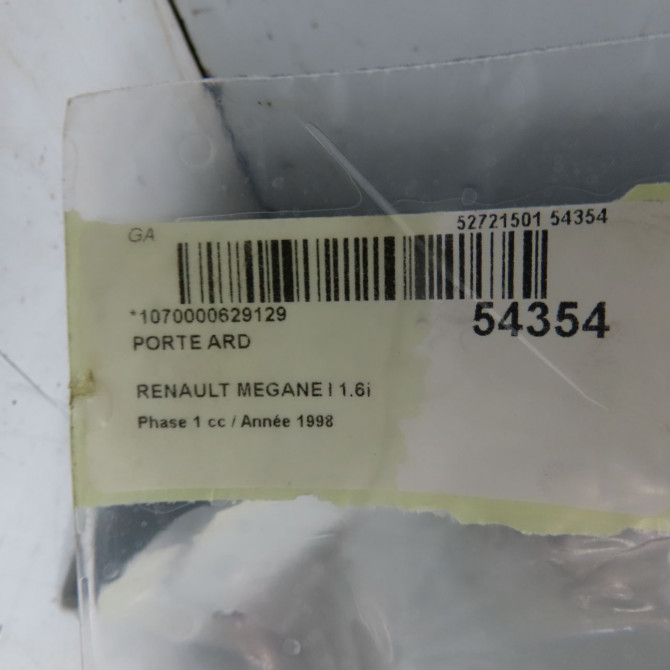 GA
52721501 54354
*1070000629129
54354
PORTE ARD
RENAULT MEGANE I 1.6i
Phase 1 cc / Année 1998